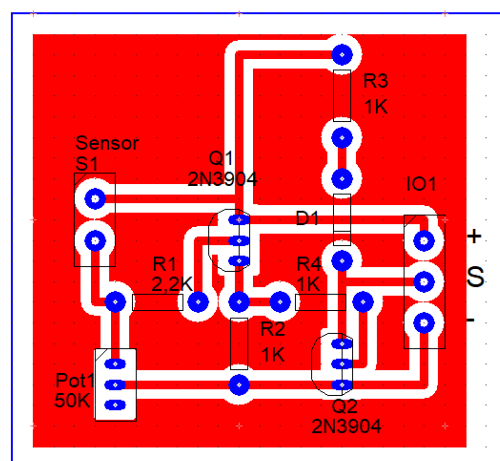 R3
1K
Sensor
S1
Q1
2N3904
IO1
D1
+
R1
2,2K
R4
1K
S
R2
1K
-
Pot1
50K
Q2
2N3904